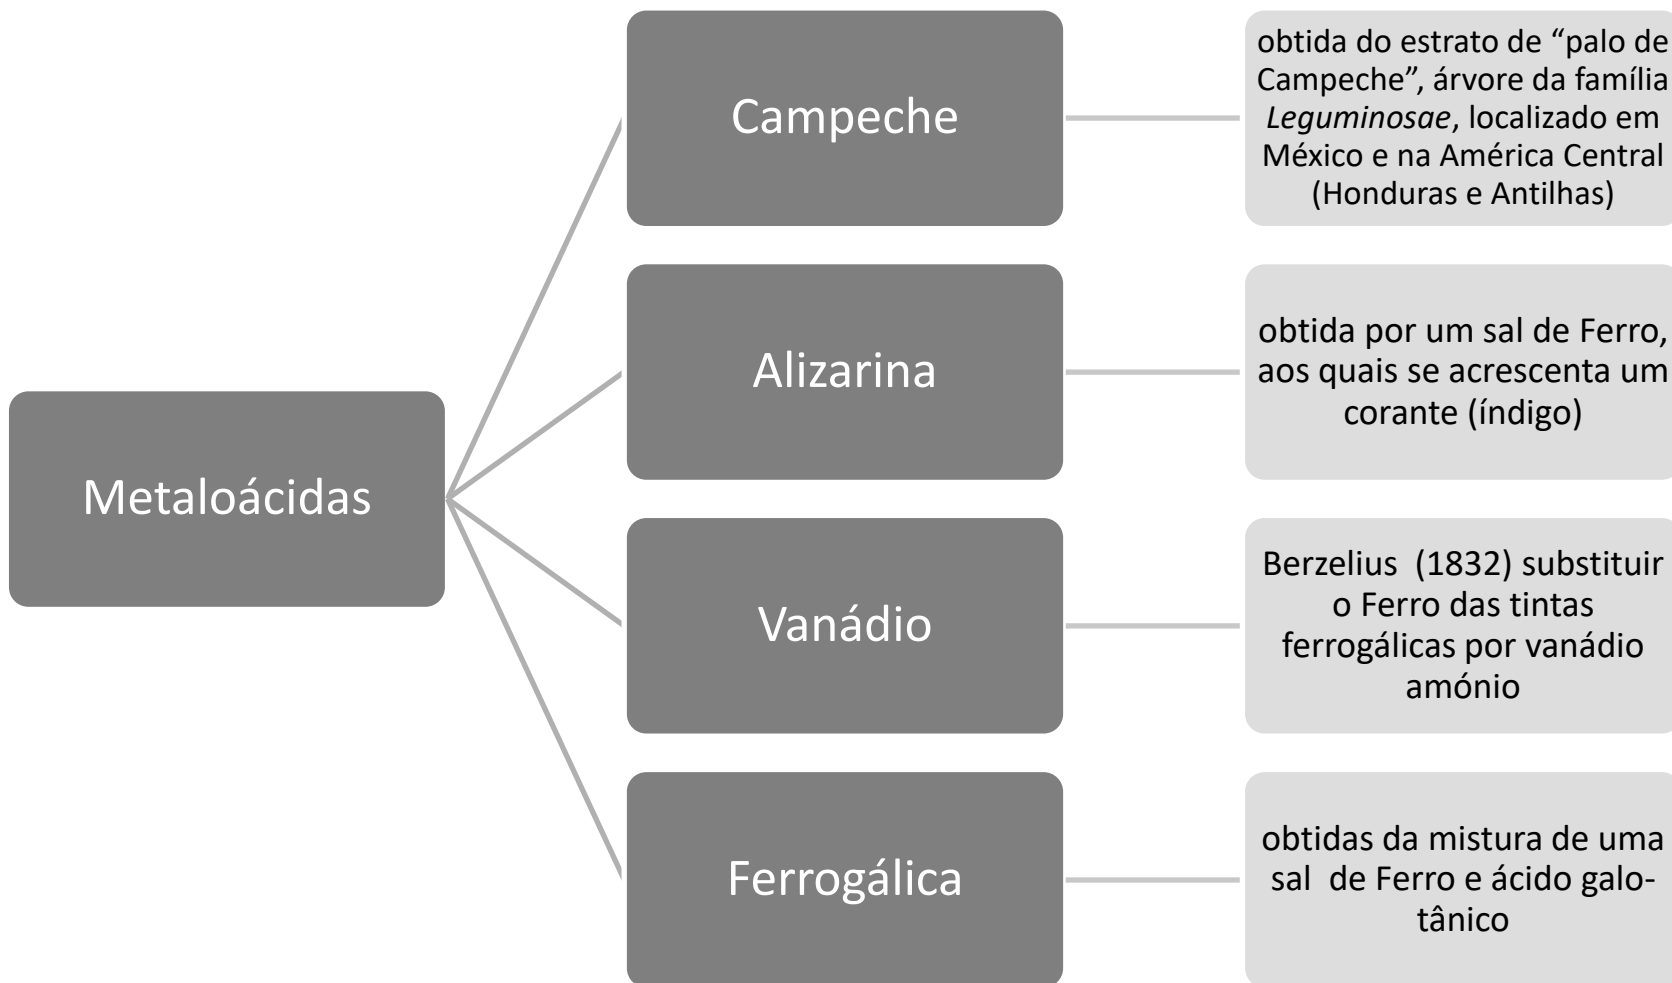 Metaloácidas
Campeche
obtida do estrato de “palo de
Campeche”, árvore da família
Leguminosae, localizado em
México e na América Central
(Honduras e Antilhas)
Alizarina
obtida por um sal de Ferro,
aos quais se acrescenta um
corante (índigo)
Vanádio
Berzelius  (1832) substituir
o Ferro das tintas
ferrogálicas por vanádio
amónio
Ferrogálica
obtidas da mistura de uma
sal  de Ferro e ácido galo-
tânico